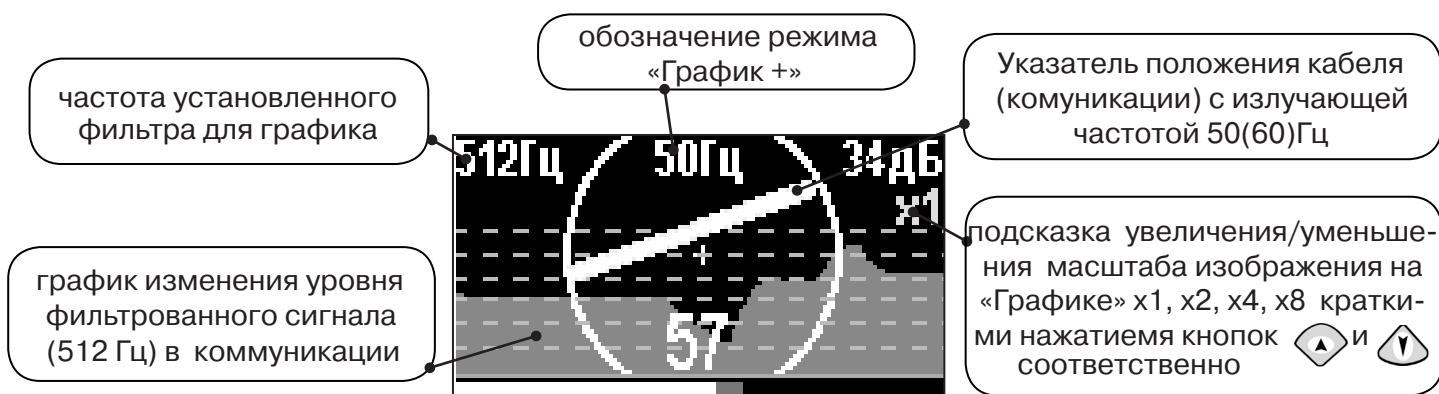 обозначение режима
«График +»
частота установленного
фильтра для графика
Указатель положения кабеля
(комуникации) с излучающей
частотой 50(60)Гц
512Гц 50Гц 34дБ
x1
57
график изменения уровня
фильтрованного сигнала
(512 Гц) в коммуникации
подсказка увеличения/уменьше-
ния масштаба изображения на
«Графике» х1, х2, х4, х8 кратки-
ми нажатиемя кнопок и
соответственно